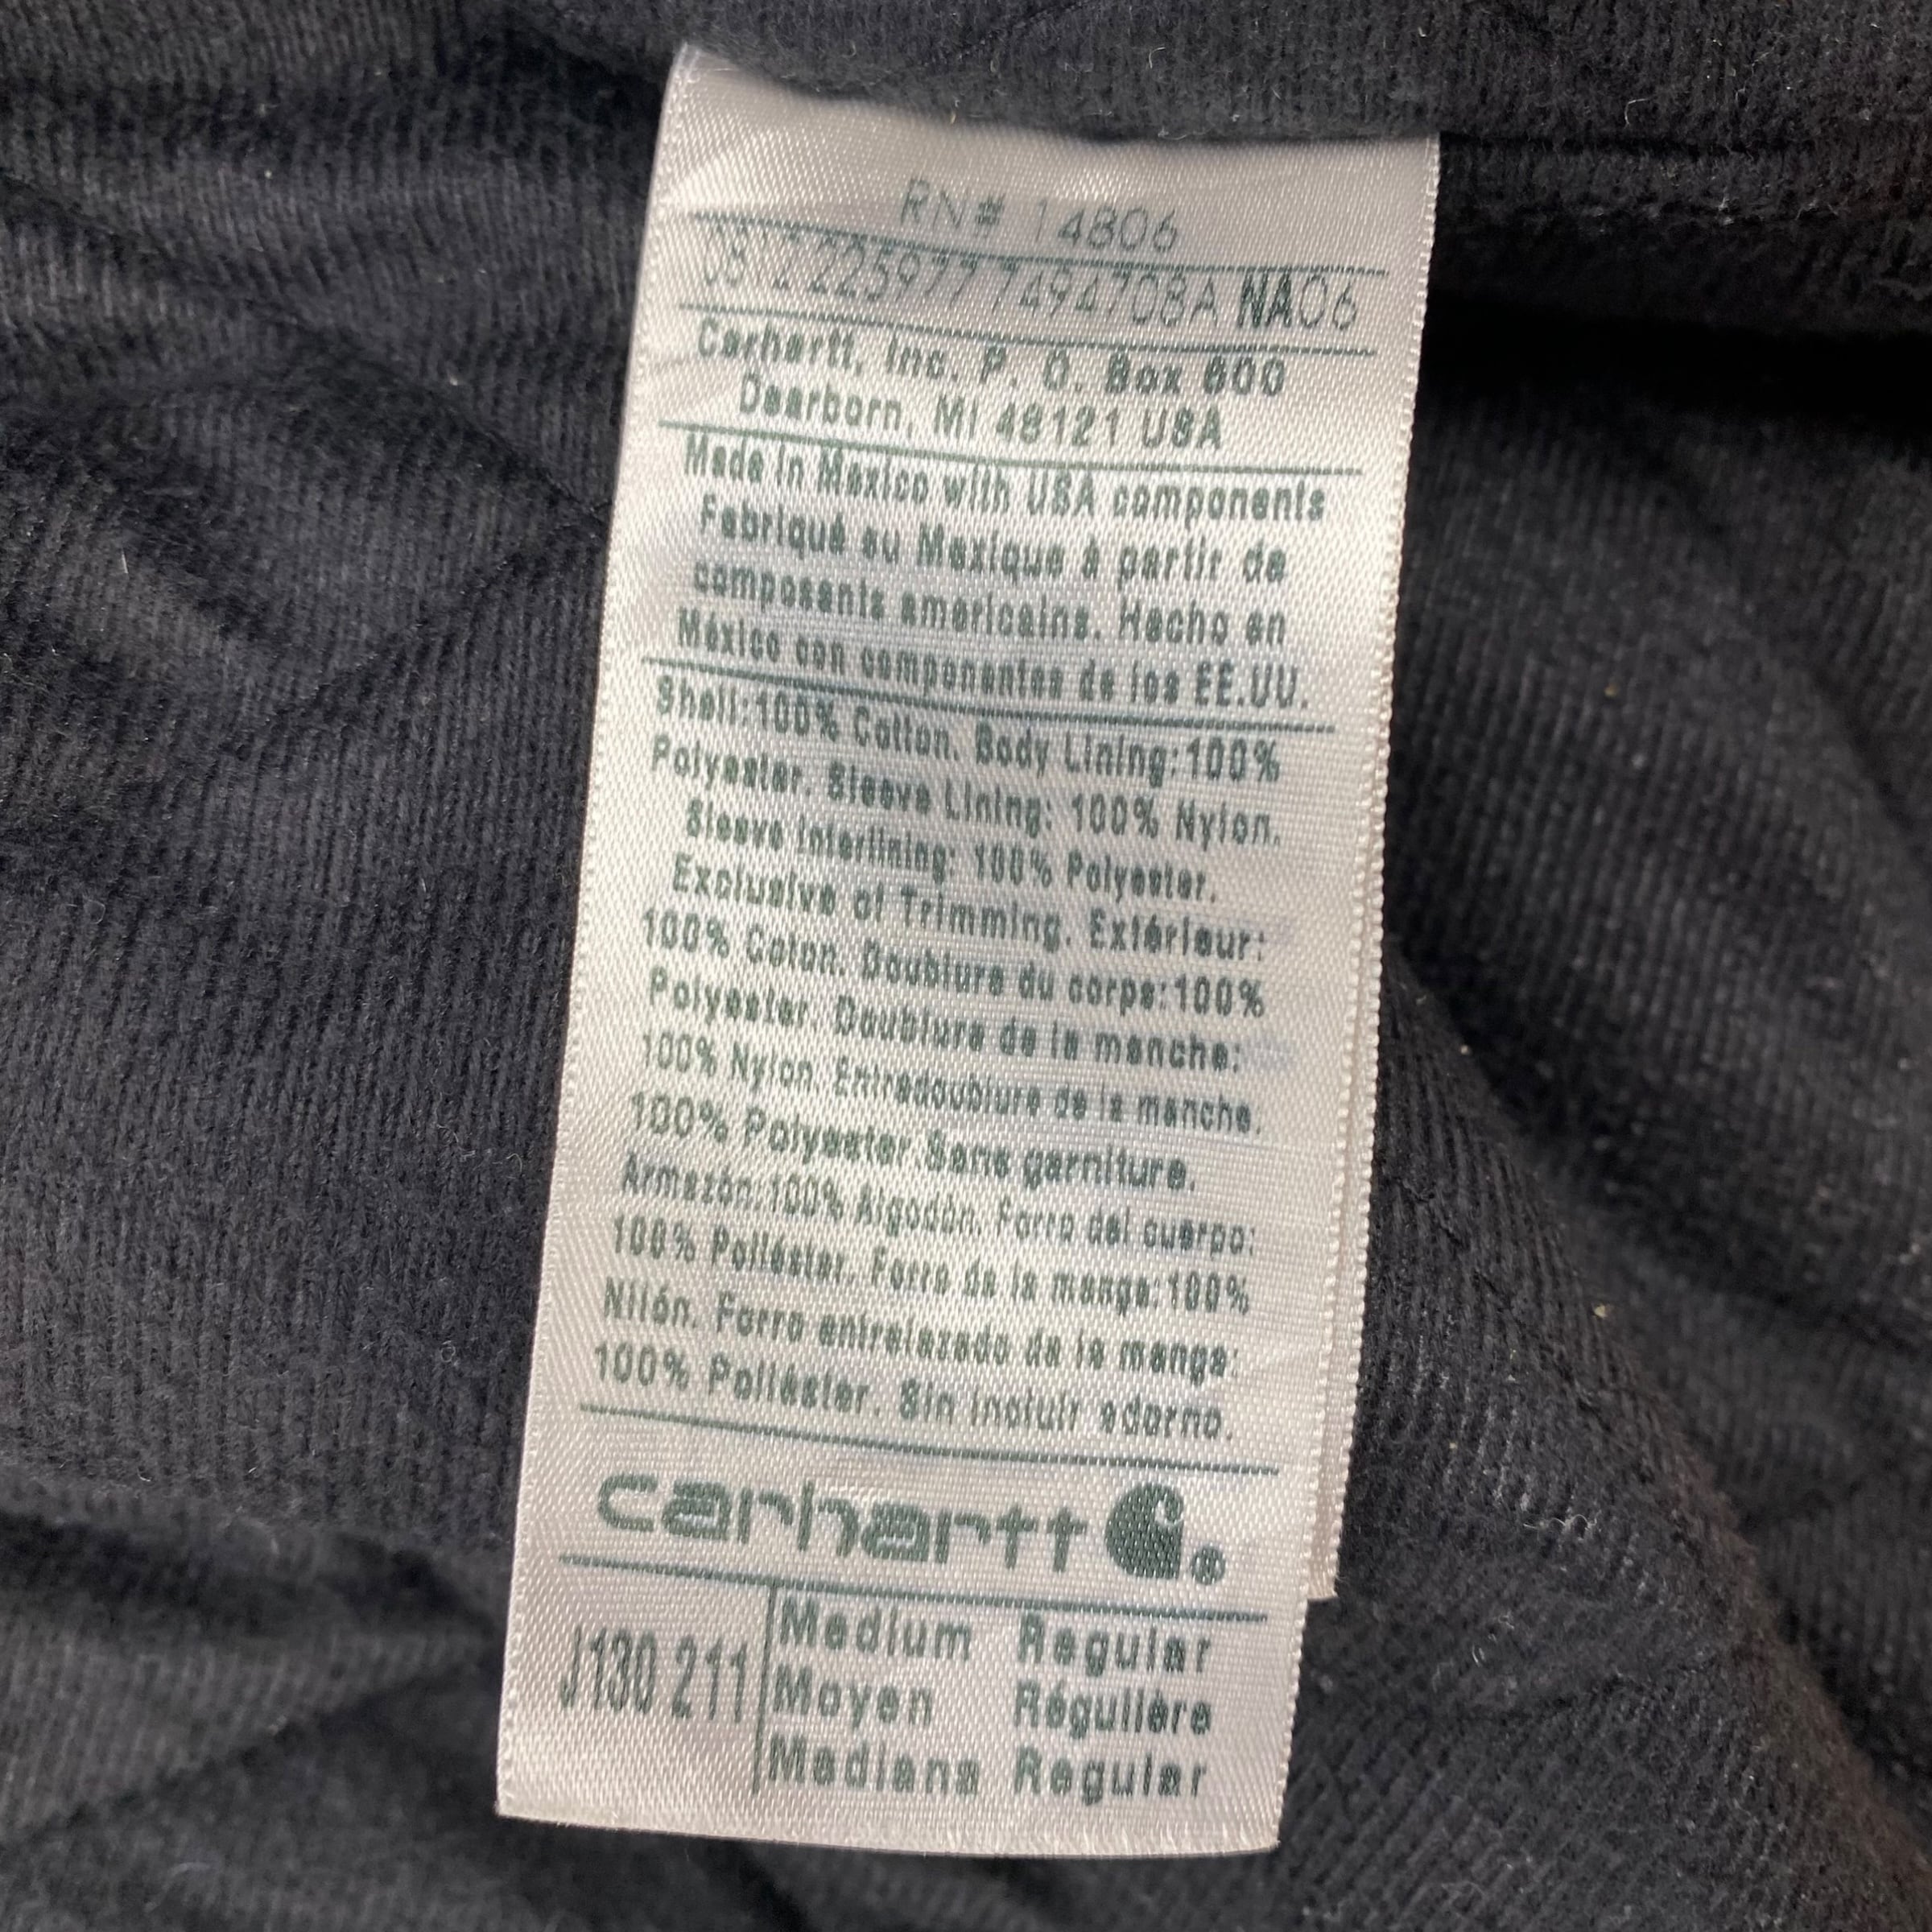 RN# 14806
0812 225977 7494708A NA06
Carhartt, Inc. P. O. Box 600
Dearborn, MI 48121 USA
Made in Mexico with USA components
Fabriqué au Mexique à partir de
composants americains. Hecho en
México con componentes de los EE.UU.
Shell:100% Cotton. Body Lining:100%
Polyester. Sleeve Lining: 100% Nylon.
Sleeve Interlining: 100% Polyester.
Exclusive of Trimming. Extérieur:
100% Coton. Doublure du corps:100%
Polyester. Doublure de la manche:
100% Nylon. Entredoublure de la manche.
100% Polyester. Sans garniture.
Armazón:100% Algodón. Forro del cuerpo:
100% Poliéster. Forro de la manga:100%
Nilón. Forro entrelazado de la manga:
100% Poliéster. Sin incluir adorno.
carhartt®
J130 211
Medium Regular
Moyen Régulière
Mediana Regular